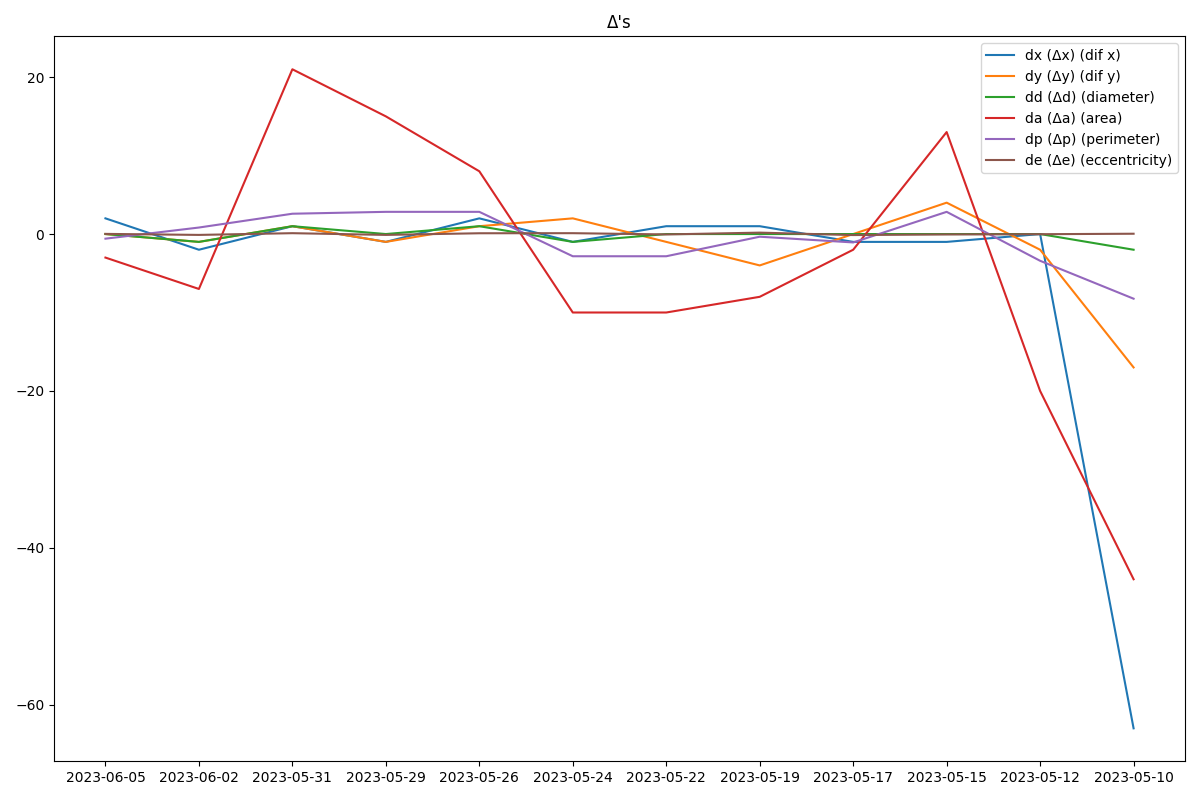 Δ's
dx (Δx) (dif x)
dy (Δy) (dif y)
dd (Δd) (diameter)
da (Δa) (area)
dp (Δp) (perimeter)
de (Δe) (eccentricity)
20
0
−20
−40
−60
2023-06-05 2023-06-02 2023-05-31 2023-05-29 2023-05-26 2023-05-24 2023-05-22 2023-05-19 2023-05-17 2023-05-15 2023-05-12 2023-05-10